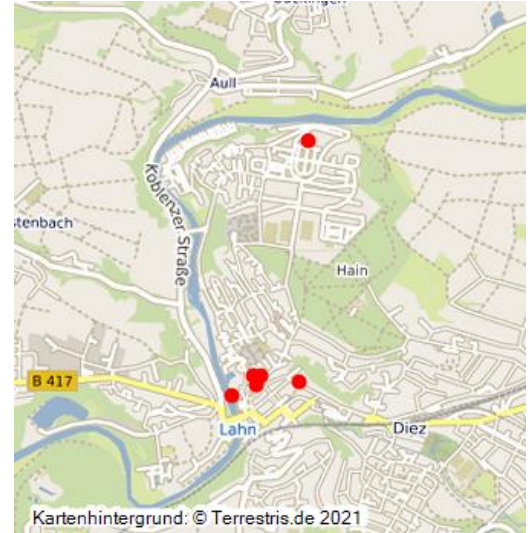 Aull
Koblenzer Straße
stenbach
Hain
B 417
Lahn
Diez
Kartenhintergrund: © Terrestris.de 2021